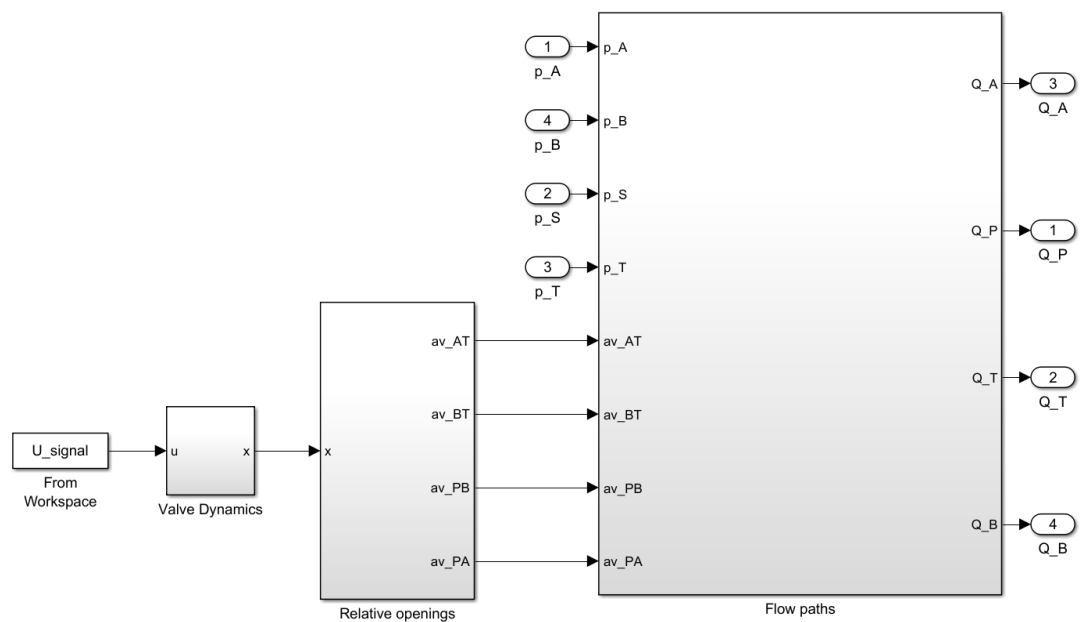 1
p_A
4
p_B
2
p_S
3
p_T
p_A
p_B
p_S
p_T
av_AT
av_BT
av_PB
av_PA
Q_A
Q_P
Q_T
Q_B
Flow paths
3
Q_A
1
Q_P
2
Q_T
4
Q_B
U_signal
From
Workspace
u
x
Valve Dynamics
x
av_AT
av_BT
av_PB
av_PA
Relative openings